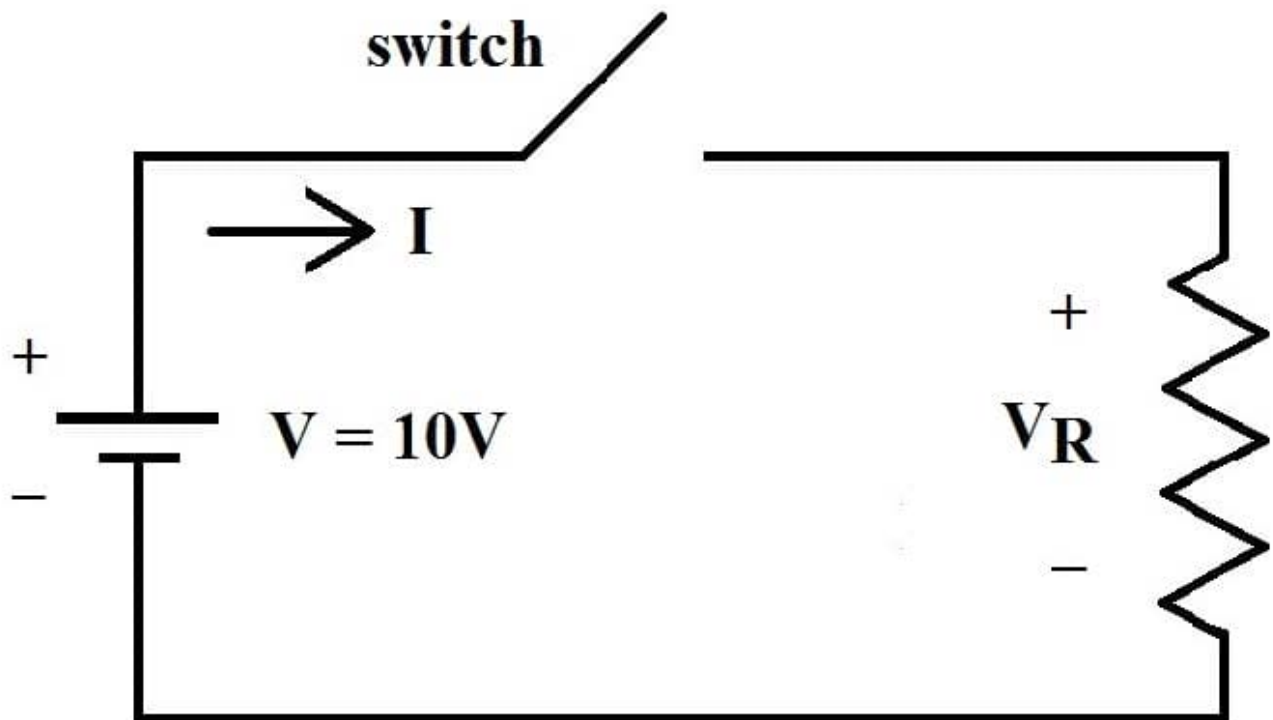 switch
I
+
V = 10V
−
+
VR
−